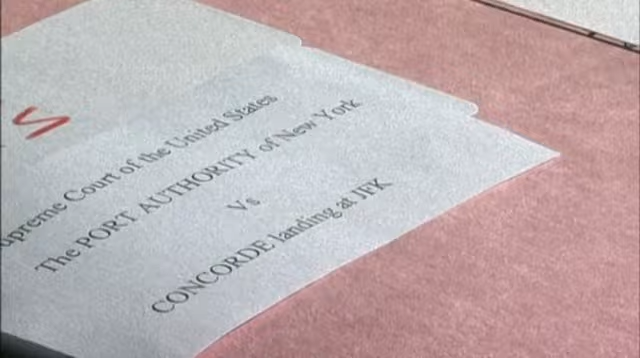 S
upreme Court of the United States
The PORT AUTHORITY of New York
Vs
CONCORDE landing at JFK